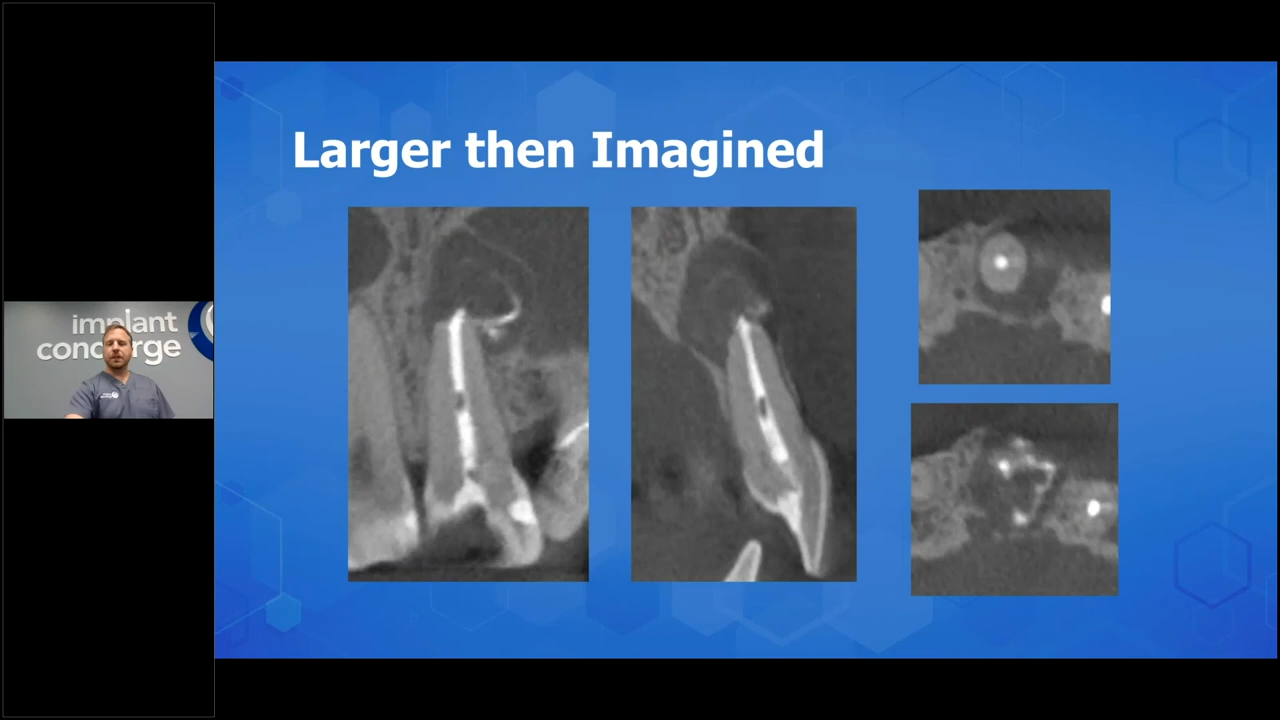 Larger then Imagined
implant
concierge